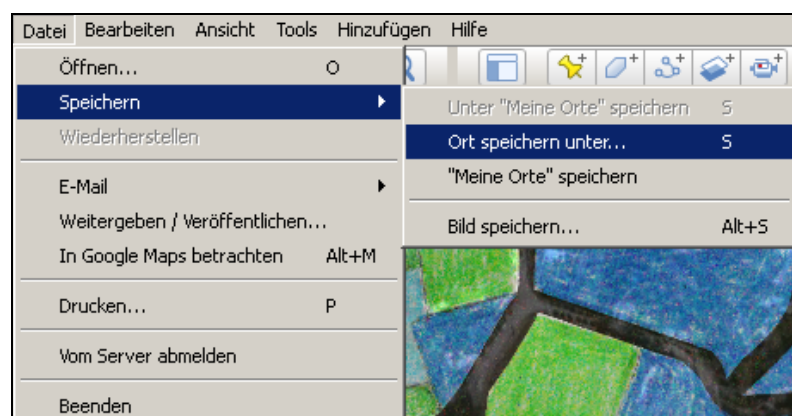 Datei Bearbeiten Ansicht Tools Hinzufügen Hilfe
Öffnen... O
Speichern
Wiederherstellen
E-Mail
Weitergeben / Veröffentlichen...
In Google Maps betrachten Alt+M
Drucken... P
Vom Server abmelden
Beenden
Unter "Meine Orte" speichern S
Ort speichern unter... S
"Meine Orte" speichern
Bild speichern... Alt+S